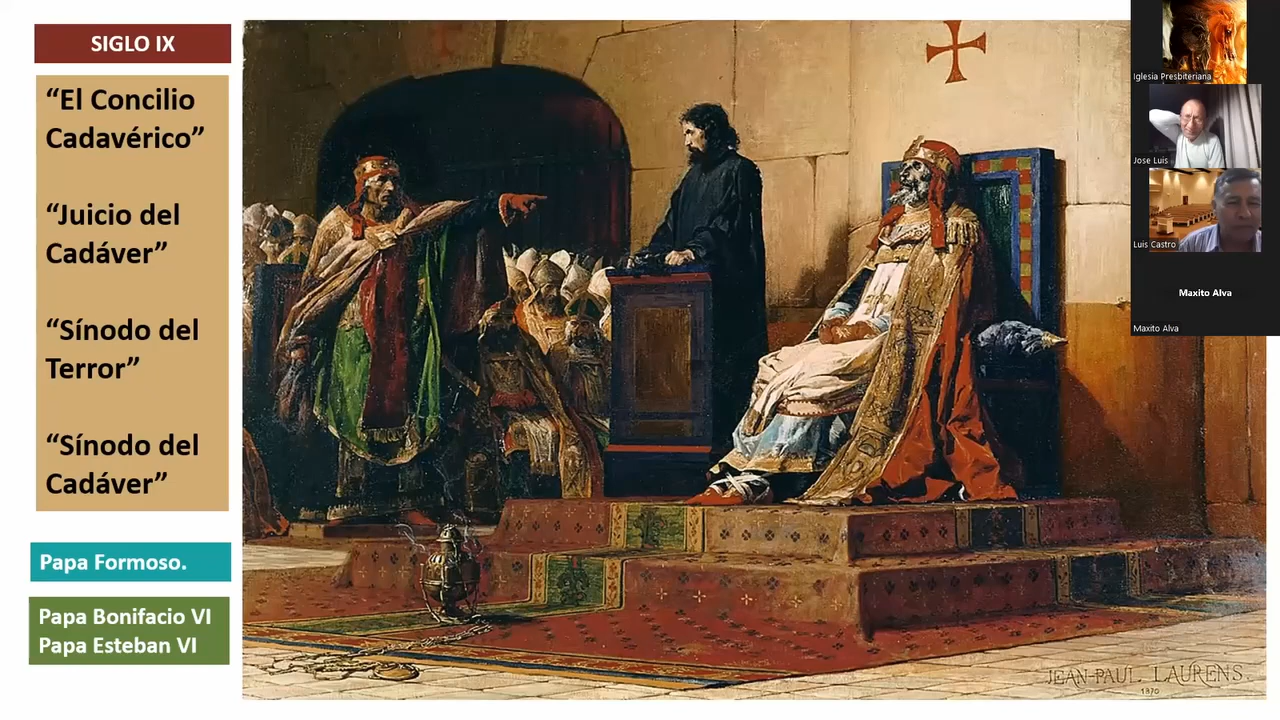 SIGLO IX
“El Concilio
Cadavérico”
“Juicio del
Cadáver”
“Sínodo del
Terror”
“Sínodo del
Cadáver”
Papa Formoso.
Papa Bonifacio VI
Papa Esteban VI
JEAN-PAUL LAURENS.
1870
Iglesia Presbiteriana
Jose Luis
Luis Castro
Maxito Alva
Maxito Alva